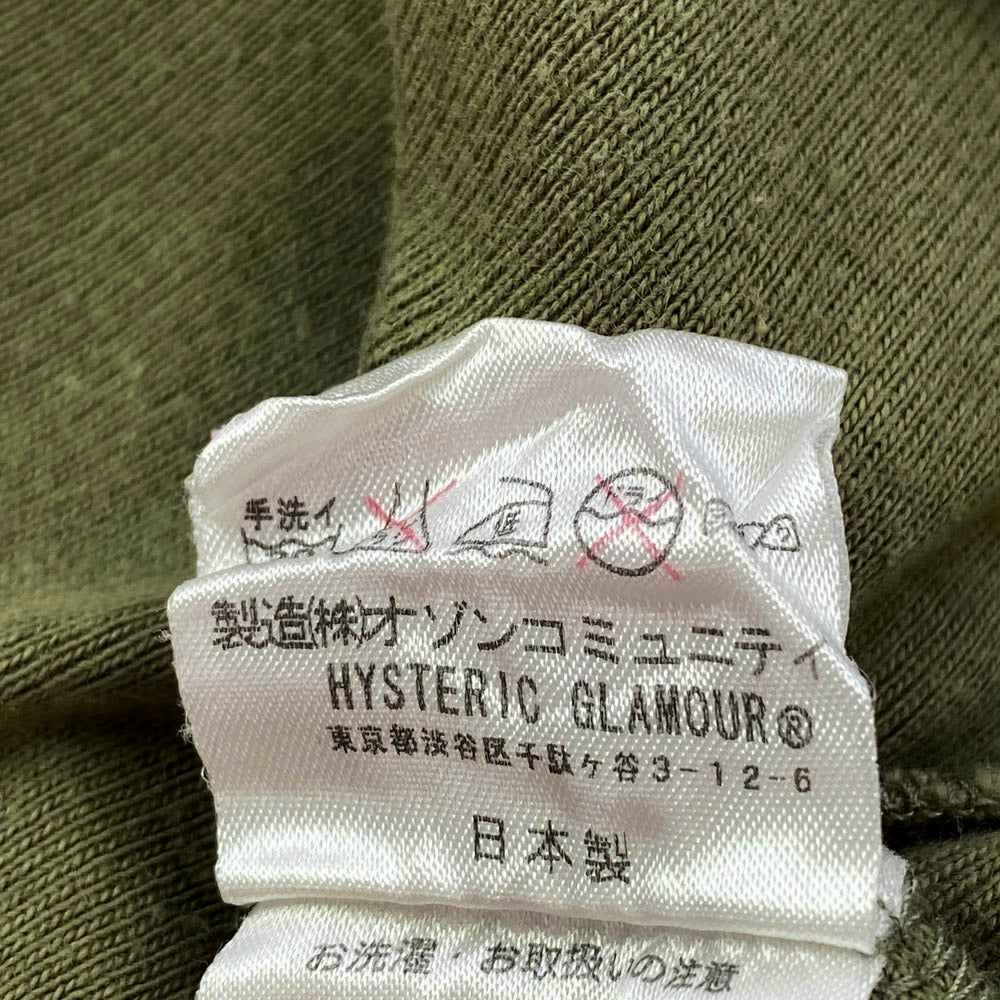 手洗イ
低
製造(株)オゾンコミュニティ
HYSTERIC GLAMOUR®
東京都渋谷区千駄ヶ谷3-12-6
日本製
お洗濯・お取扱いの注意